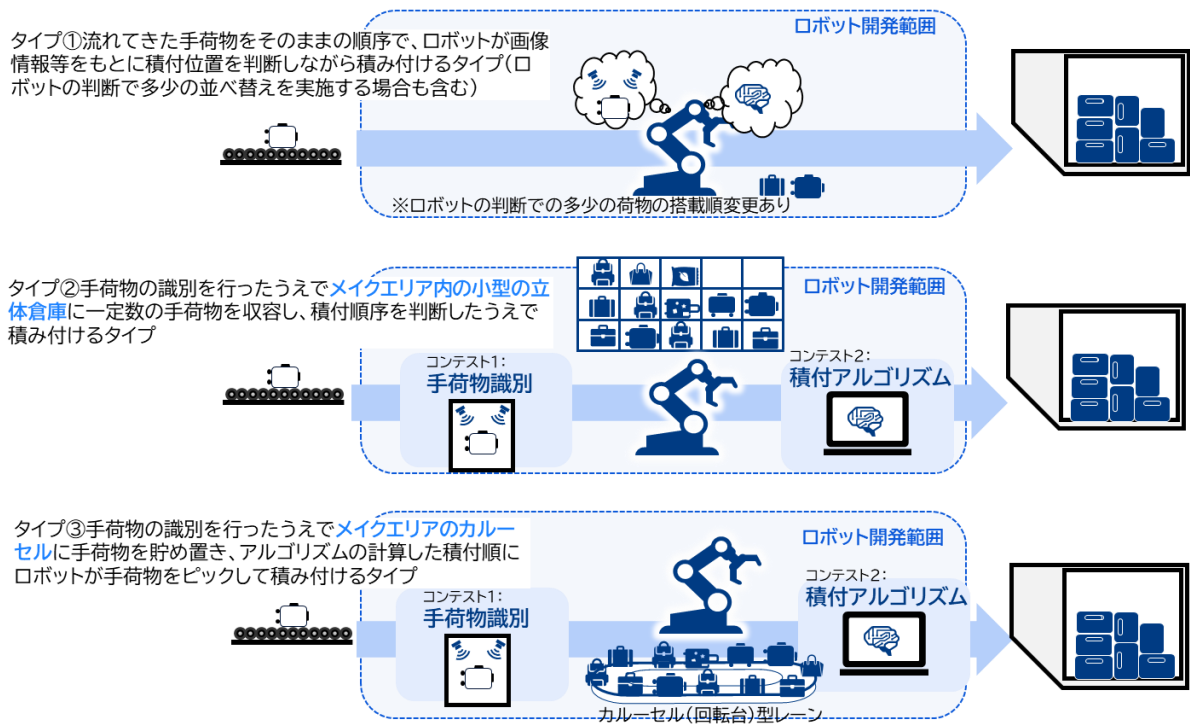 ロボット開発範囲
タイプ①流れてきた手荷物をそのままの順序で、ロボットが画像
情報等をもとに積付位置を判断しながら積み付けるタイプ(ロ
ボットの判断で多少の並べ替えを実施する場合も含む)
※ロボットの判断での多少の荷物の搭載順変更あり
タイプ②手荷物の識別を行ったうえでメイクエリア内の小型の立
体倉庫に一定数の手荷物を収容し、積付順序を判断したうえで
積み付けるタイプ
ロボット開発範囲
コンテスト1:
手荷物識別
コンテスト2:
積付アルゴリズム
タイプ③手荷物の識別を行ったうえでメイクエリアのカルー
セルに手荷物を貯め置き、アルゴリズムの計算した積付順に
ロボットが手荷物をピックして積み付けるタイプ
ロボット開発範囲
コンテスト1:
手荷物識別
コンテスト2:
積付アルゴリズム
カルーセル(回転台)型レーン